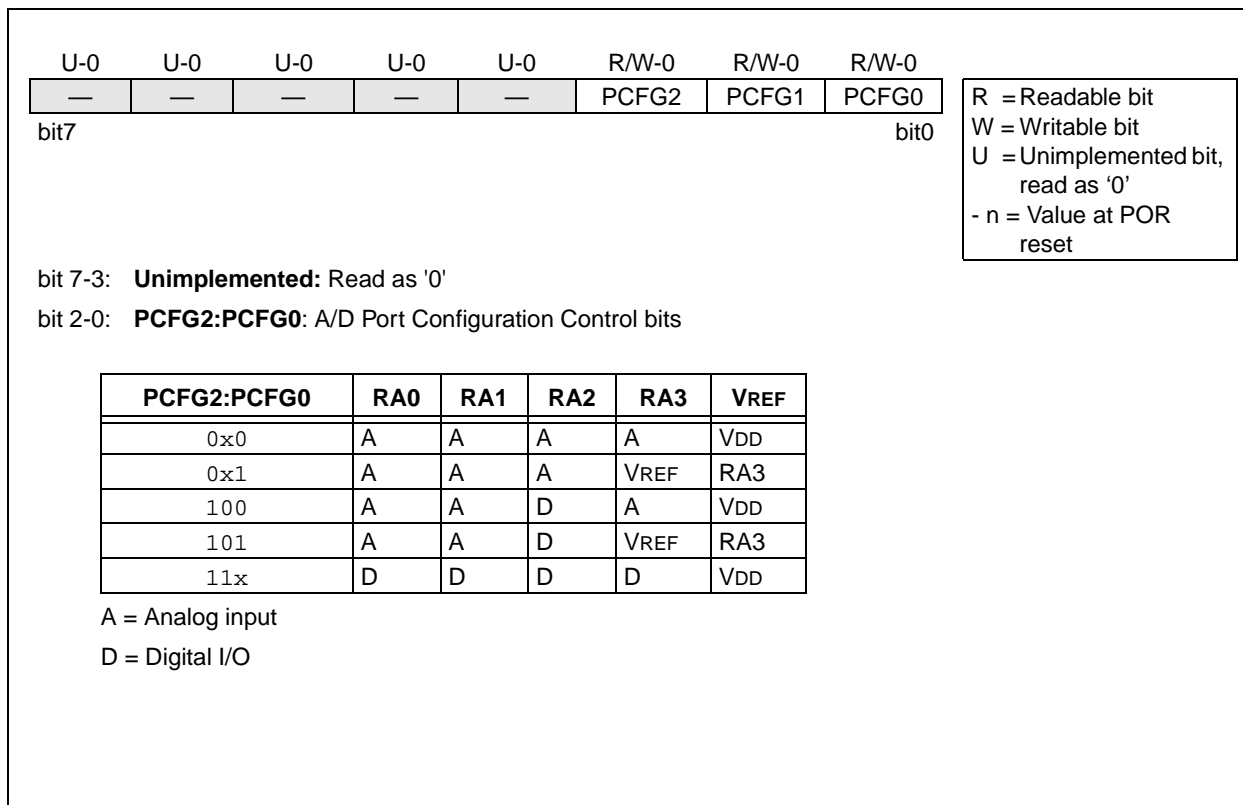 U-0 U-0 U-0 U-0 U-0 R/W-0 R/W-0 R/W-0
— — — — — PCFG2 PCFG1 PCFG0
bit7 bit0
R = Readable bit
W = Writable bit
U = Unimplemented bit,
read as ‘0’
- n = Value at POR
reset
bit 7-3: Unimplemented: Read as '0'
bit 2-0: PCFG2:PCFG0: A/D Port Configuration Control bits
PCFG2:PCFG0 RA0 RA1 RA2 RA3 VREF
0x0 A A A A VDD
0x1 A A A VREF RA3
100 A A D A VDD
101 A A D VREF RA3
11x D D D D VDD
A = Analog input
D = Digital I/O